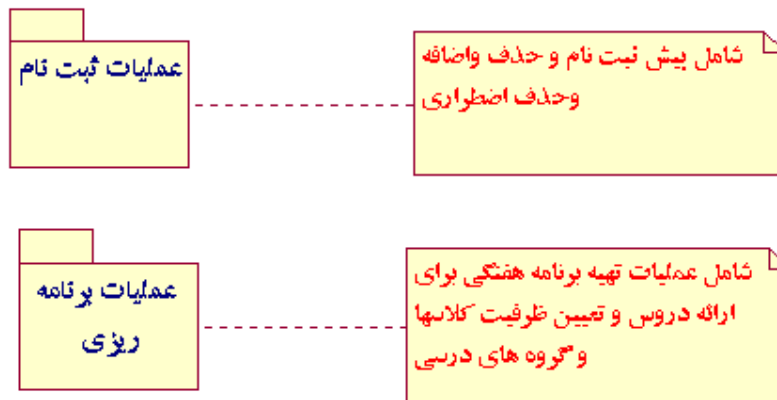 عملیات ثبت نام
شامل پیش ثبت نام و حذف واضافه
وحذف اضطراری
عملیات برنامه
ریزی
شامل عملیات تهیه برنامه هفتگی برای
ارائه دروس و تعیین ظرفیت کلاسها
و گروه های درسی